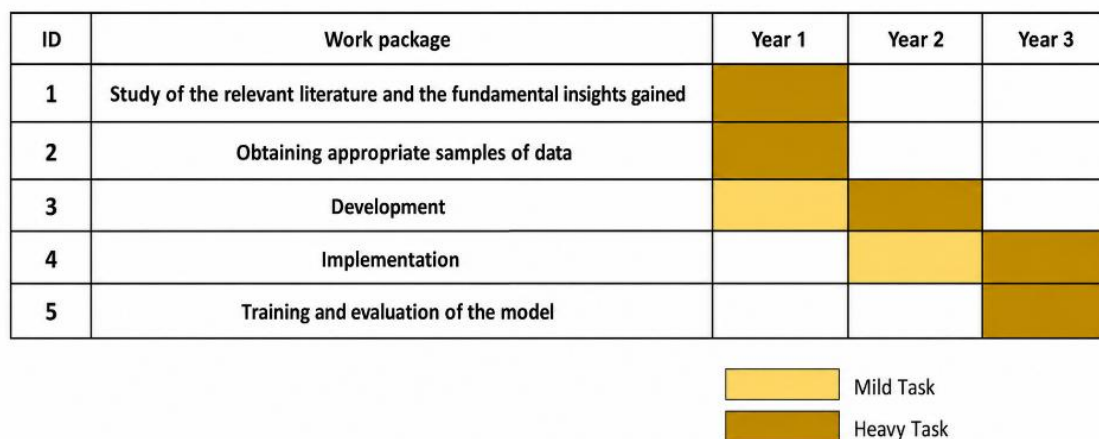 ID Work package Year 1 Year 2 Year 3
1 Study of the relevant literature and the fundamental insights gained
2 Obtaining appropriate samples of data
3 Development
4 Implementation
5 Training and evaluation of the model
Mild Task
Heavy Task